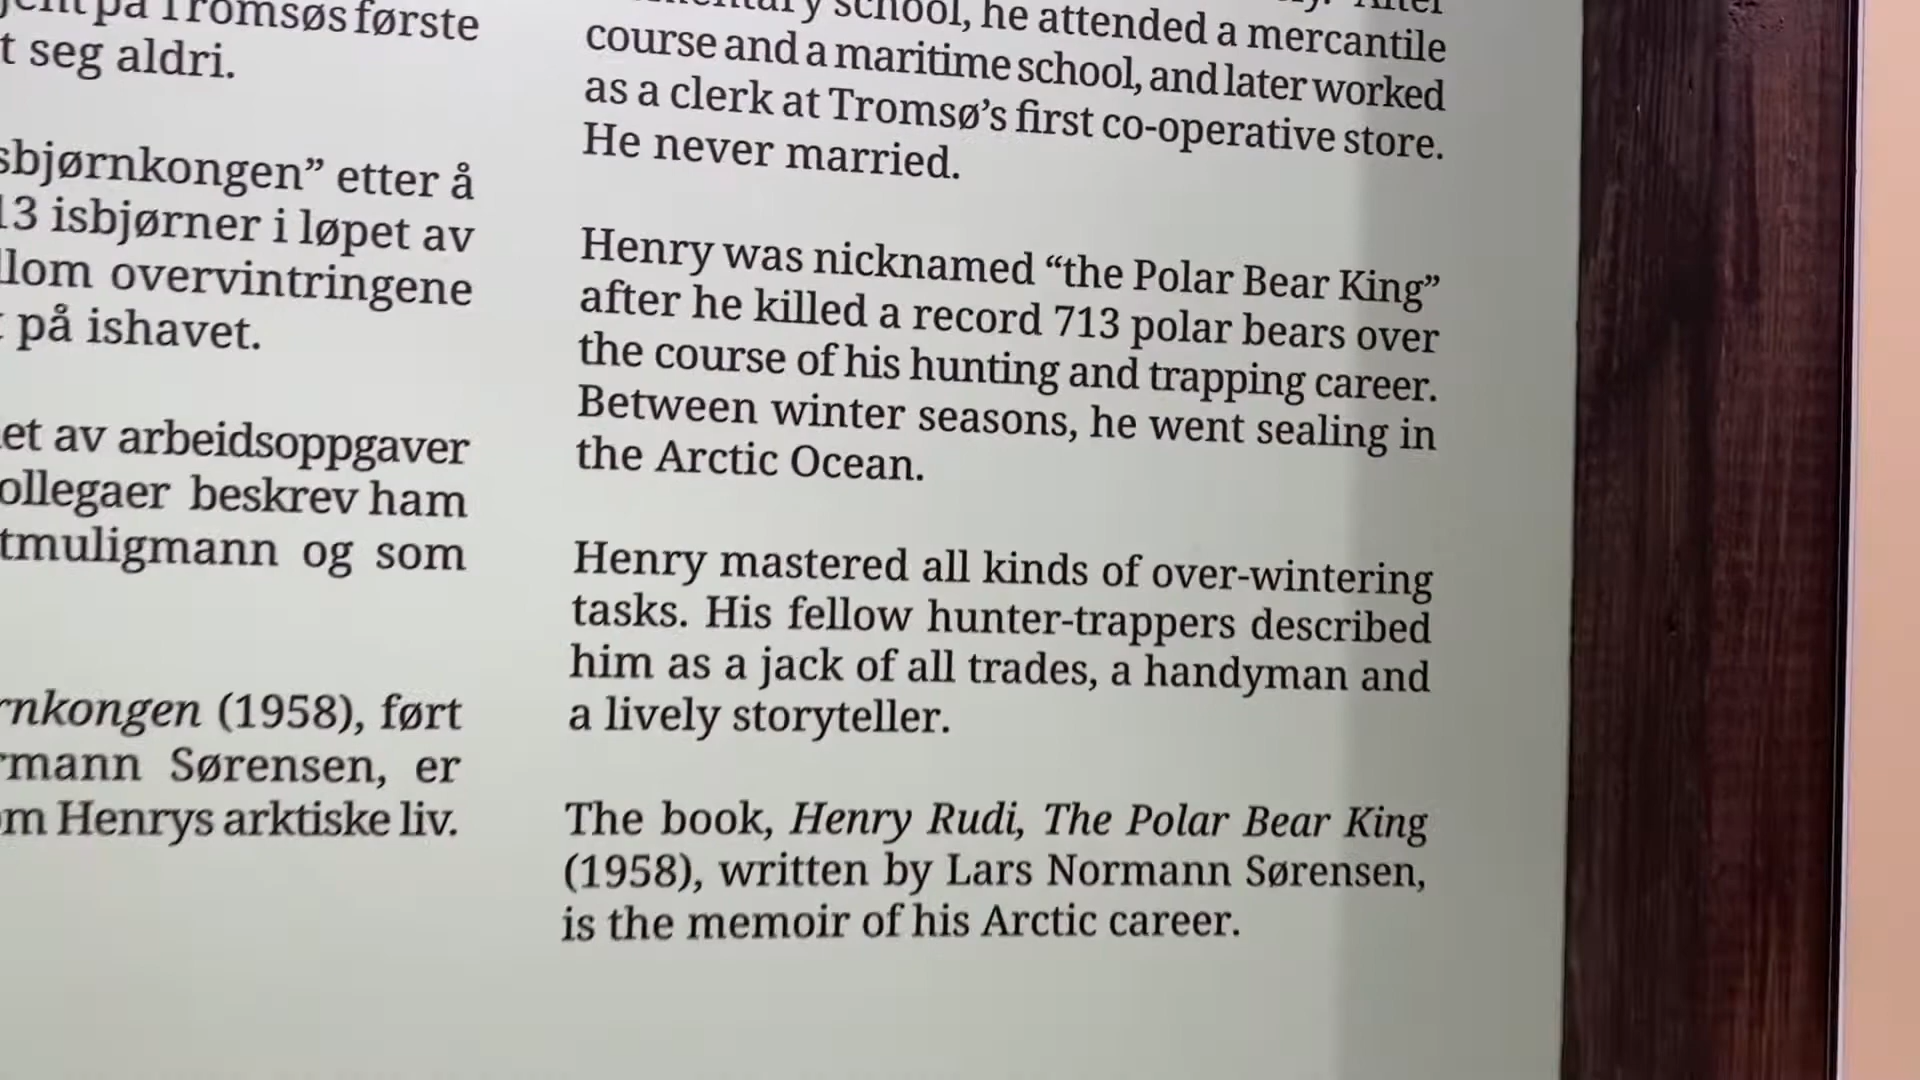 på Tromsøs første
t seg aldri.
sbjørnkongen” etter å
13 isbjørner i løpet av
llom overvintringene
på ishavet.
et av arbeidsoppgaver
ollegaer beskrev ham
tmuligmann og som
rnkongen (1958), ført
rmann Sørensen, er
om Henrys arktiske liv.
school, he attended a mercantile
course and a maritime school, and later worked
as a clerk at Tromsø’s first co-operative store.
He never married.
Henry was nicknamed “the Polar Bear King”
after he killed a record 713 polar bears over
the course of his hunting and trapping career.
Between winter seasons, he went sealing in
the Arctic Ocean.
Henry mastered all kinds of over-wintering
tasks. His fellow hunter-trappers described
him as a jack of all trades, a handyman and
a lively storyteller.
The book, Henry Rudi, The Polar Bear King
(1958), written by Lars Normann Sørensen,
is the memoir of his Arctic career.